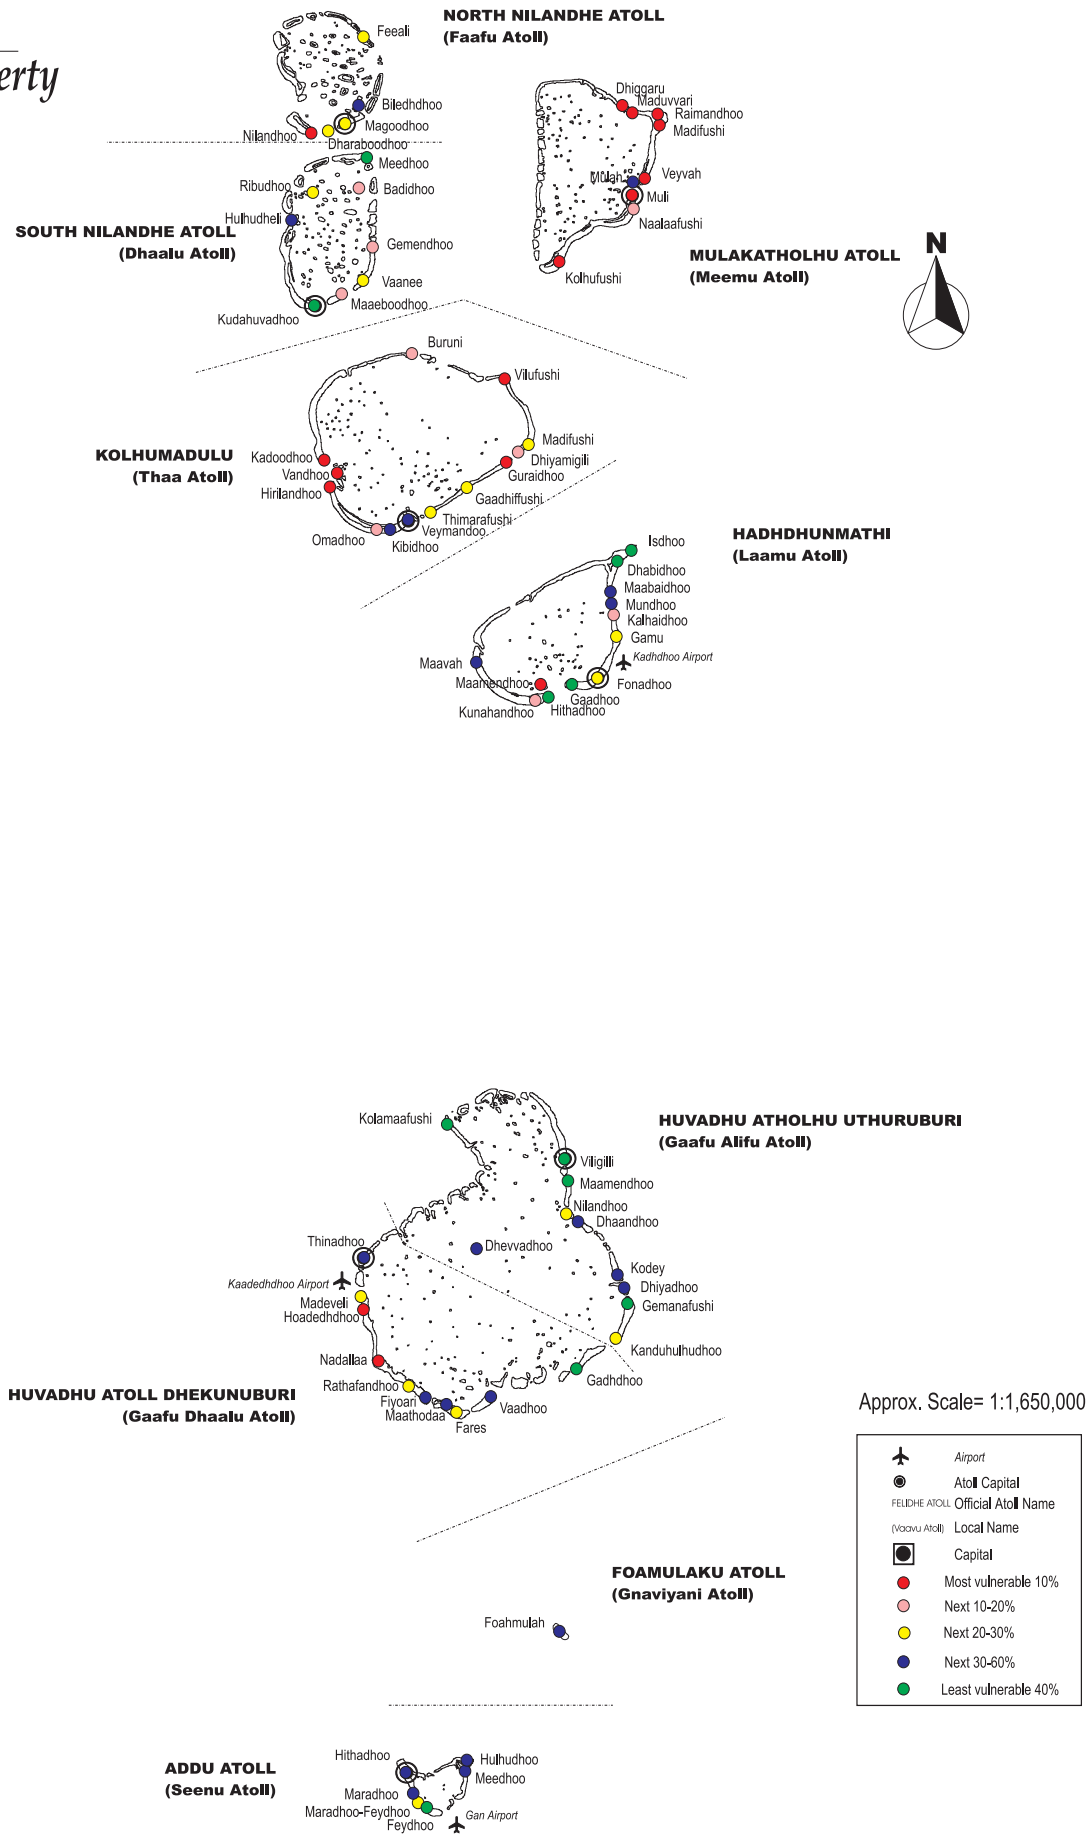 erty
NORTH NILANDHE ATOLL
(Faafu Atoll)
Feeali
Biledhdhoo
Magoodhoo
Nilandhoo
Dharaboodhoo
Dhiggaru
Maduvvari
Raimandhoo
Madifushi
Mulah
Veyvah
Muli
Naalaafushi
Kolhufushi
MULAKATHOLHU ATOLL
(Meemu Atoll)
N
Meedhoo
Ribudhoo
Badidhoo
Hulhudheli
SOUTH NILANDHE ATOLL
(Dhaalu Atoll)
Gemendhoo
Vaanee
Maaeboodhoo
Kudahuvadhoo
Buruni
Vilufushi
KOLHUMADULU
(Thaa Atoll)
Madifushi
Dhiyamigili
Guraidhoo
Kadoodhoo
Vandhoo
Hirilandhoo
Gaadhiffushi
Thimarafushi
Veymandoo
Omadhoo
Kibidhoo
HADHDHUNMATHI
(Laamu Atoll)
Isdhoo
Dhabidhoo
Maabaidhoo
Mundhoo
Kalhaidhoo
Gamu
Kadhdhoo Airport
Maavah
Maamendhoo
Fonadhoo
Gaadhoo
Kunahandhoo
Hithadhoo
Kolamaafushi
HUVADHU ATHOLHU UTHURUBURI
(Gaafu Alifu Atoll)
Viligilli
Maamendhoo
Nilandhoo
Dhaandhoo
Thinadhoo
Dhevvadhoo
Kaadedhdhoo Airport
Kodey
Dhiyadhoo
Gemanafushi
Madeveli
Hoadedhdhoo
Kanduhulhudhoo
Nadallaa
Gadhdhoo
Rathafandhoo
HUVADHU ATOLL DHEKUNUBURI
(Gaafu Dhaalu Atoll)
Fiyoari
Maathodaa
Vaadhoo
Fares
Approx. Scale= 1:1,650,000
Airport
Atoll Capital
FELIDHE ATOLL Official Atoll Name
(Vaavu Atoll) Local Name
Capital
Most vulnerable 10%
Next 10-20%
Next 20-30%
Next 30-60%
Least vulnerable 40%
FOAMULAKU ATOLL
(Gnaviyani Atoll)
Foahmulah
ADDU ATOLL
(Seenu Atoll)
Hithadhoo
Hulhudhoo
Meedhoo
Maradhoo
Maradhoo-Feydhoo
Feydhoo
Gan Airport